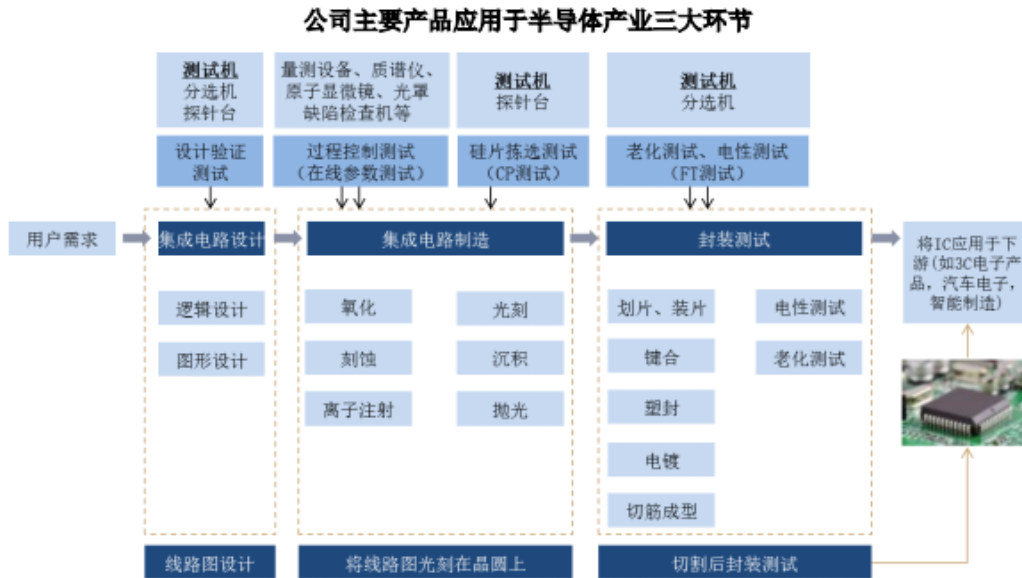 公司主要产品应用于半导体产业三大环节
测试机
分选机
探针台
量测设备、质谱仪、
原子显微镜、光罩
缺陷检查机等
测试机
探针台
测试机
分选机
设计验证
测试
过程控制测试
（在线参数测试）
硅片拣选测试
（CP测试）
老化测试、电性测试
（FT测试）
用户需求
集成电路设计
集成电路制造
封装测试
将IC应用于下
游(如3C电子产
品，汽车电子，
智能制造)
逻辑设计
图形设计
氧化
光刻
刻蚀
沉积
离子注射
抛光
划片、装片
电性测试
键合
老化测试
塑封
电镀
切筋成型
线路图设计
将线路图光刻在晶圆上
切割后封装测试